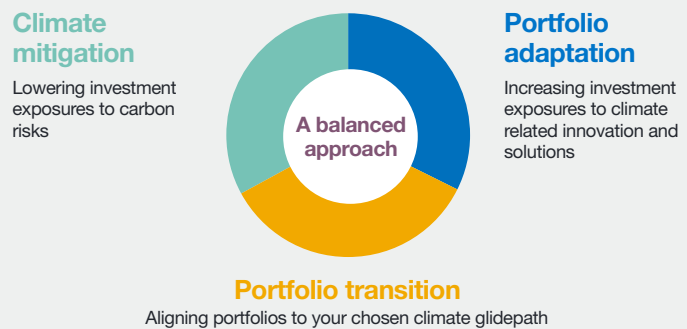 Climate
mitigation
Lowering investment
exposures to carbon
risks
A balanced
approach
Portfolio
adaptation
Increasing investment
exposures to climate
related innovation and
solutions
Portfolio transition
Aligning portfolios to your chosen climate glidepath